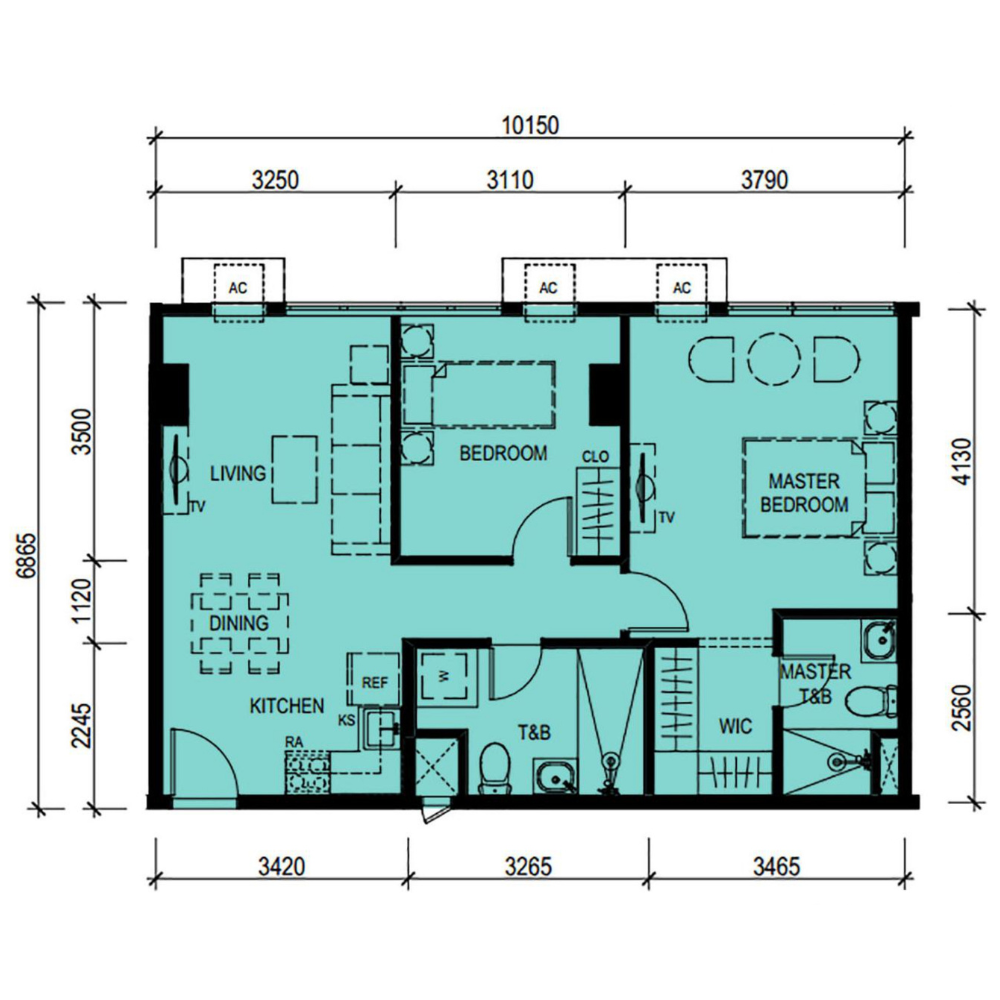 10150
3250
3110
3790
AC
AC
AC
3500
1120
2245
6865
4130
2560
LIVING
TV
BEDROOM
CLO
MASTER
BEDROOM
TV
DINING
KITCHEN
REF
KS
RA
W
T&B
WIC
MASTER
T&B
3420
3265
3465